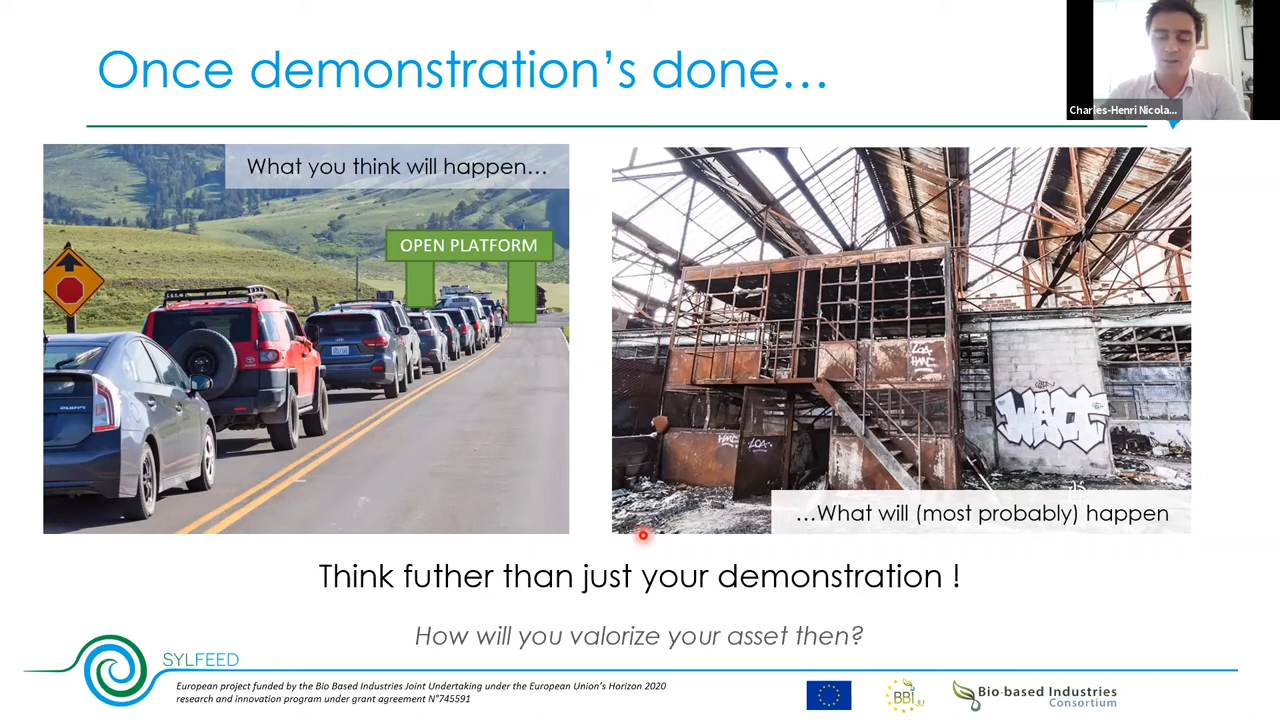 Once demonstration’s done…
Charles-Henri Nicola...
What you think will happen…
OPEN PLATFORM
…What will (most probably) happen
Think futher than just your demonstration !
How will you valorize your asset then?
SYLFEED
European project funded by the Bio Based Industries Joint Undertaking under the European Union’s Horizon 2020
research and innovation program under grant agreement N°745591
BBI JU
Bio-based Industries
Consortium